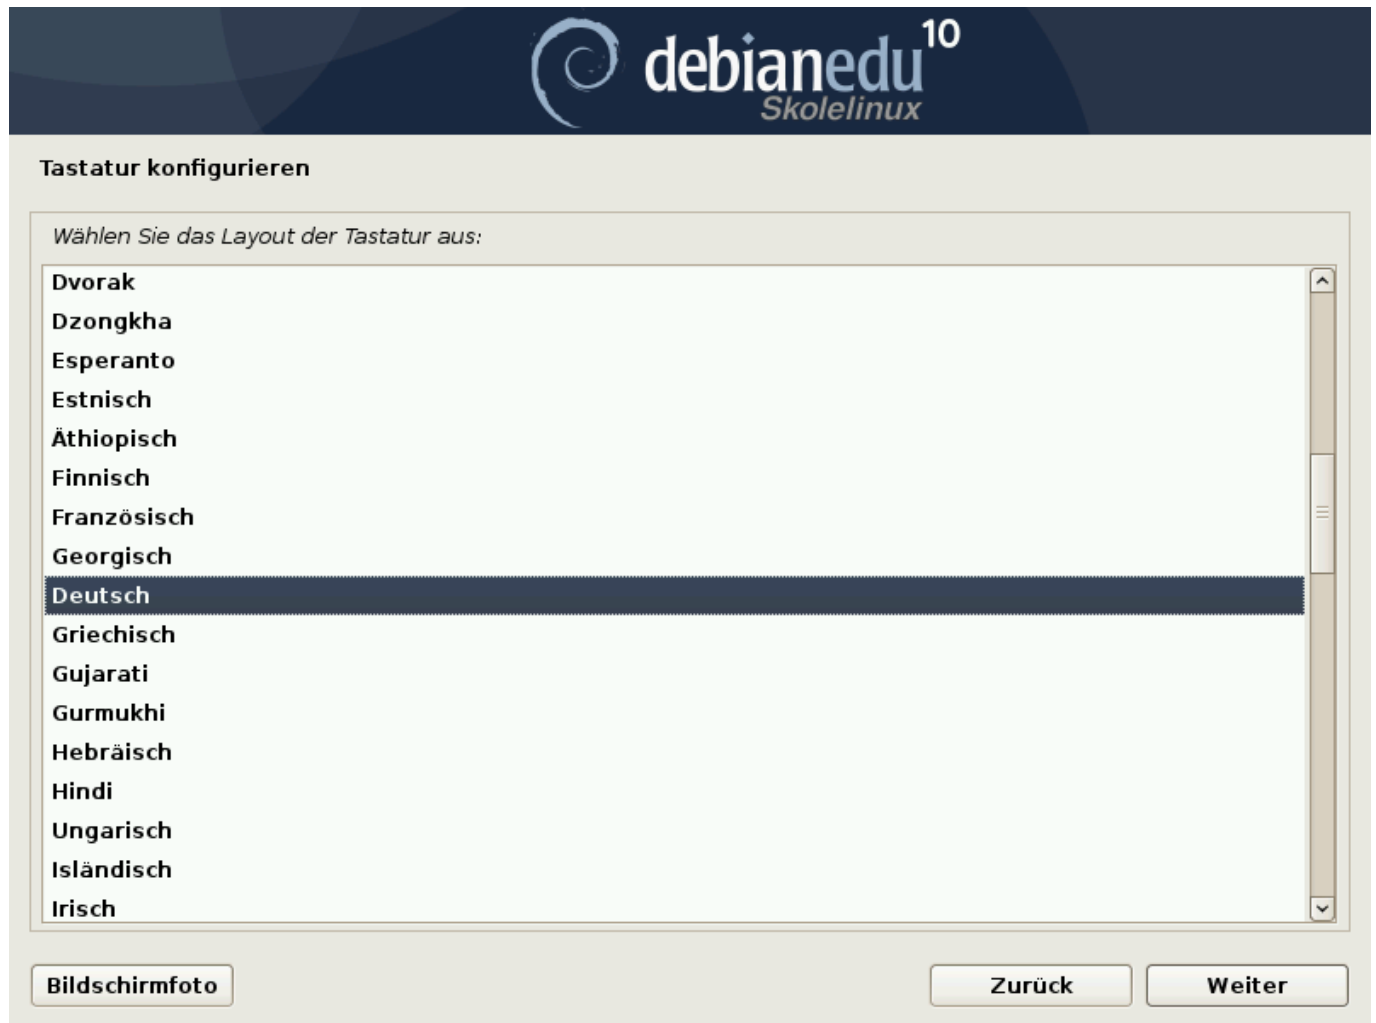 debianedu 10
Skolelinux
Tastatur konfigurieren
Wählen Sie das Layout der Tastatur aus:
Dvorak
Dzongkha
Esperanto
Estnisch
Äthiopisch
Finnisch
Französisch
Georgisch
Deutsch
Griechisch
Gujarati
Gurmukhi
Hebräisch
Hindi
Ungarisch
Isländisch
Irisch
Bildschirmfoto
Zurück
Weiter